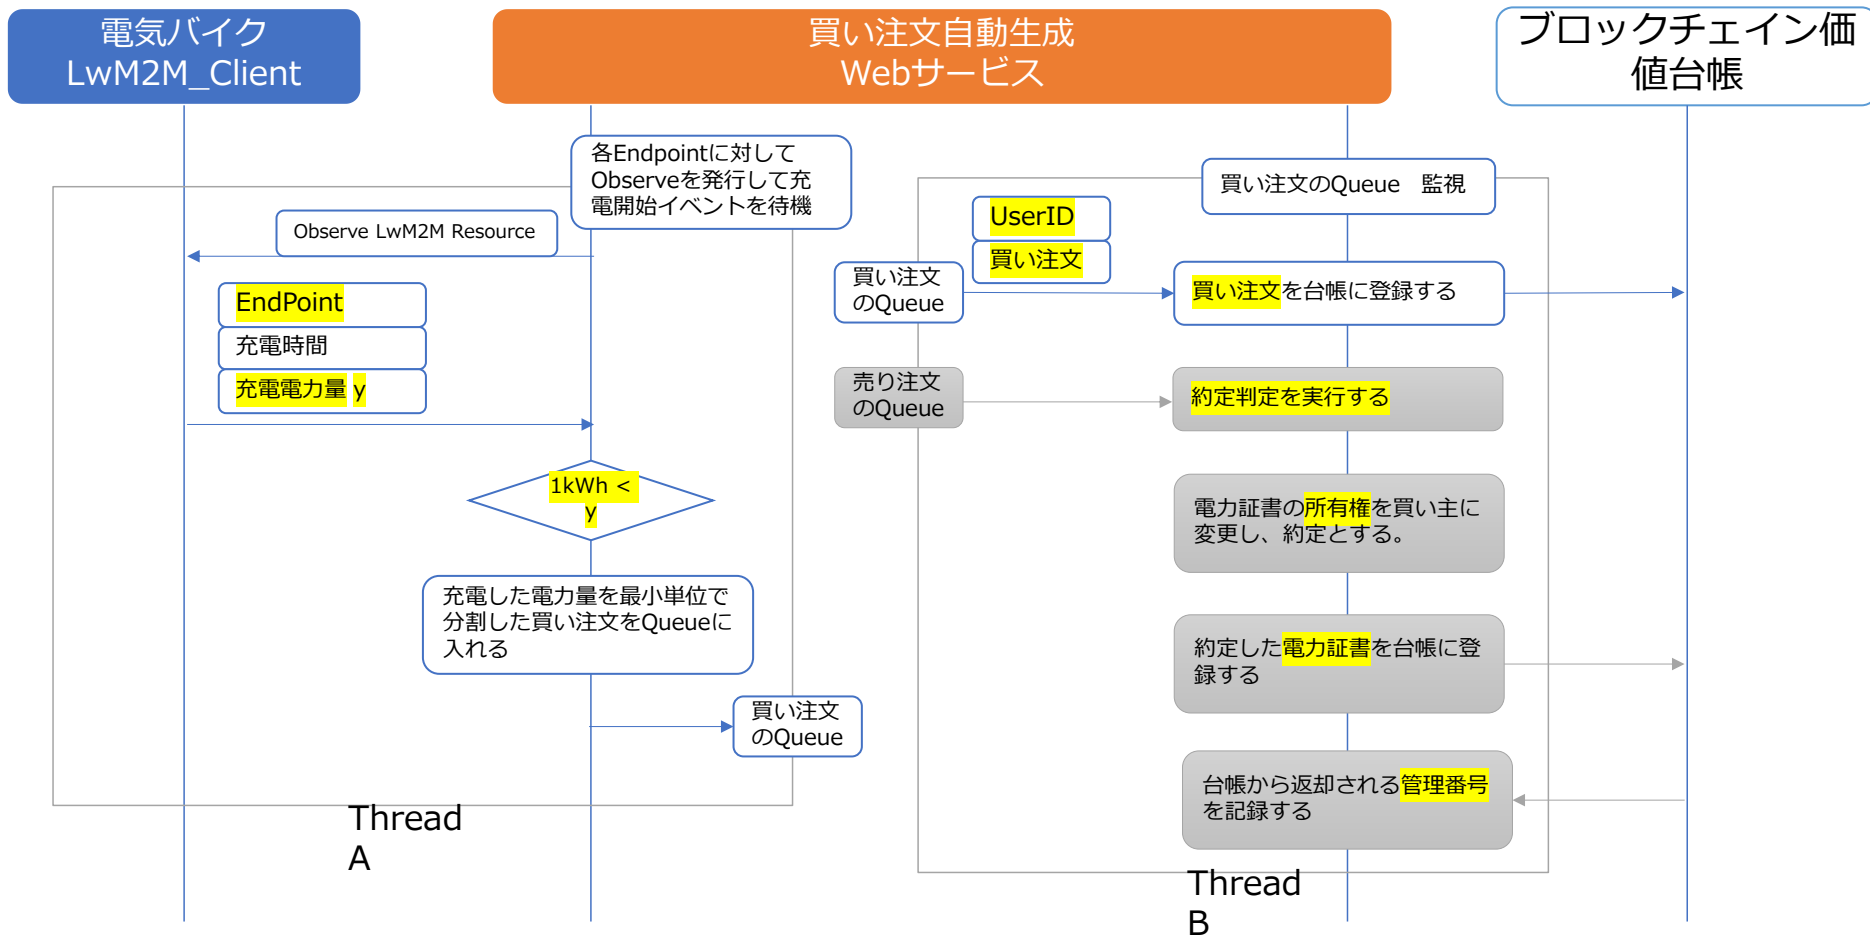 電気バイク
LwM2M_Client
買い注文自動生成
Webサービス
ブロックチェイン価
値台帳
各Endpointに対して
Observeを発行して充
電開始イベントを待機
Observe LwM2M Resource
EndPoint
充電時間
充電電力量 y
1kWh <
y
充電した電力量を最小単位で
分割した買い注文をQueueに
入れる
買い注文
のQueue
Thread
A
買い注文のQueue 監視
UserID
買い注文
買い注文
のQueue
買い注文を台帳に登録する
売り注文
のQueue
約定判定を実行する
電力証書の所有権を買い主に
変更し、約定とする。
約定した電力証書を台帳に登
録する
台帳から返却される管理番号
を記録する
Thread
B